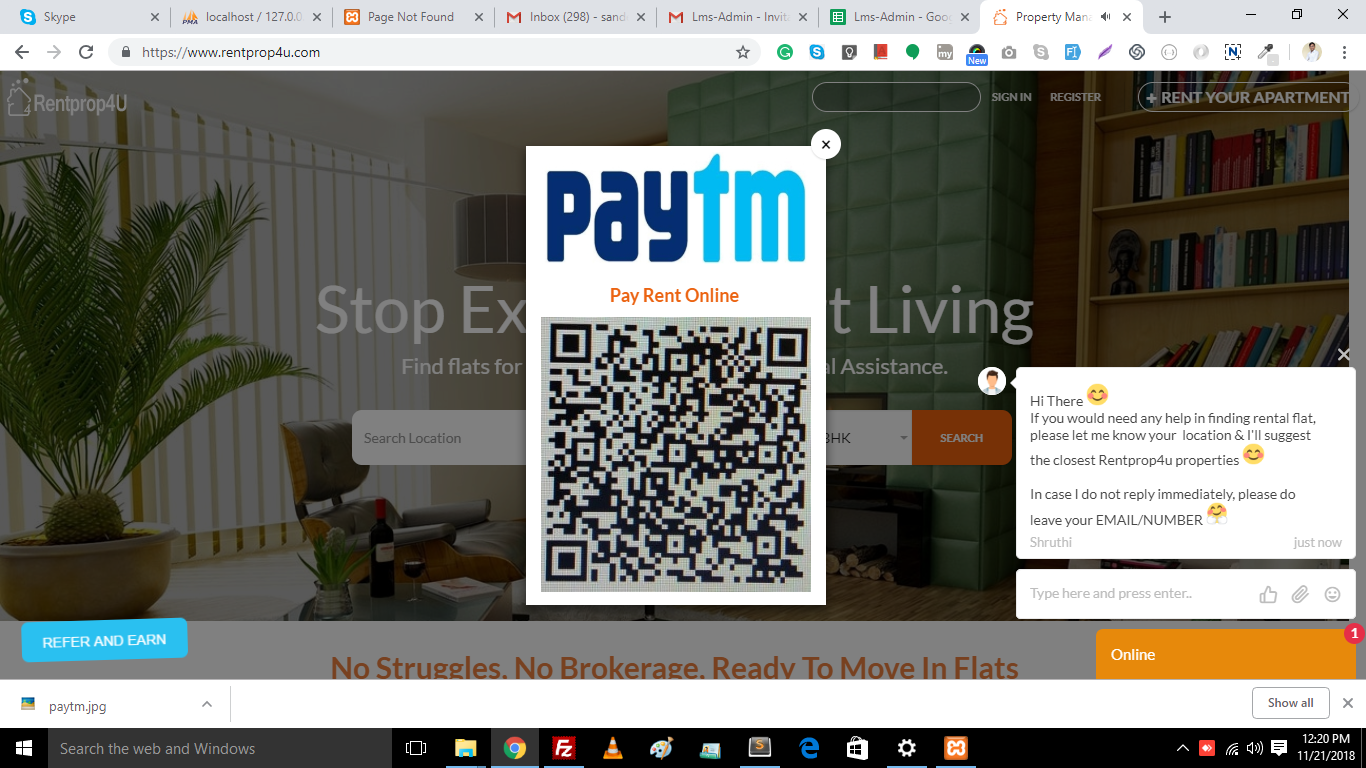 Skype
localhost / 127.0.0
Page Not Found
Inbox (298) - sand
Lms-Admin - Invita
Lms-Admin - Goog
Property Mana
https://www.rentprop4u.com
my
New
Rentprop4U
SIGN IN
REGISTER
+ RENT YOUR APARTMENT
paytm
Pay Rent Online
Stop Ex
t Living
Find flats for
al Assistance.
Search Location
BHK
SEARCH
Hi There
If you would need any help in finding rental flat,
please let me know your location & I'll suggest
the closest Rentprop4u properties
In case I do not reply immediately, please do
leave your EMAIL/NUMBER
Shruthi
just now
Type here and press enter..
REFER AND EARN
1
Online
No Struggles, No Brokerage, Ready To Move In Flats
paytm.jpg
Show all
Search the web and Windows
12:20 PM
11/21/2018